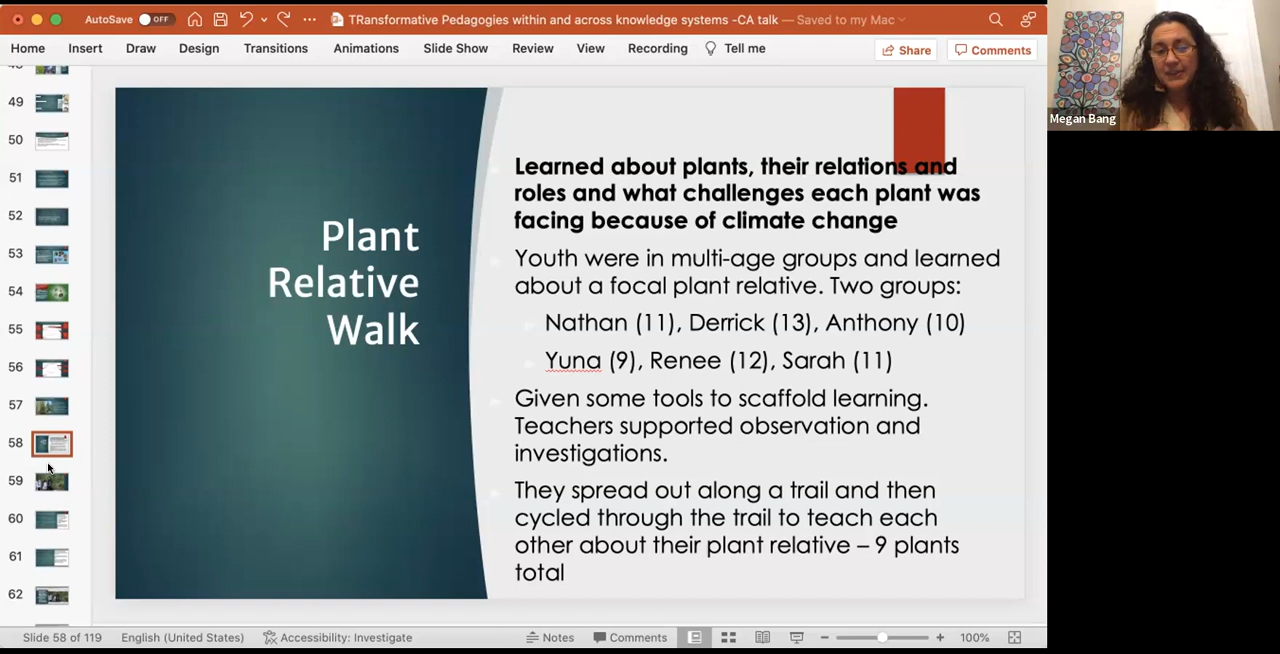 AutoSave OFF
TRansformative Pedagogies within and across knowledge systems -CA talk — Saved to my Mac
Home Insert Draw Design Transitions Animations Slide Show Review View Recording Tell me
Share Comments
49
50
51
52
53
54
55
56
57
58
59
60
61
62
Plant
Relative
Walk
Learned about plants, their relations and
roles and what challenges each plant was
facing because of climate change
Youth were in multi-age groups and learned
about a focal plant relative. Two groups:
Nathan (11), Derrick (13), Anthony (10)
Yuna (9), Renee (12), Sarah (11)
Given some tools to scaffold learning.
Teachers supported observation and
investigations.
They spread out along a trail and then
cycled through the trail to teach each
other about their plant relative – 9 plants
total
Megan Bang
Slide 58 of 119 English (United States) Accessibility: Investigate Notes Comments 100%